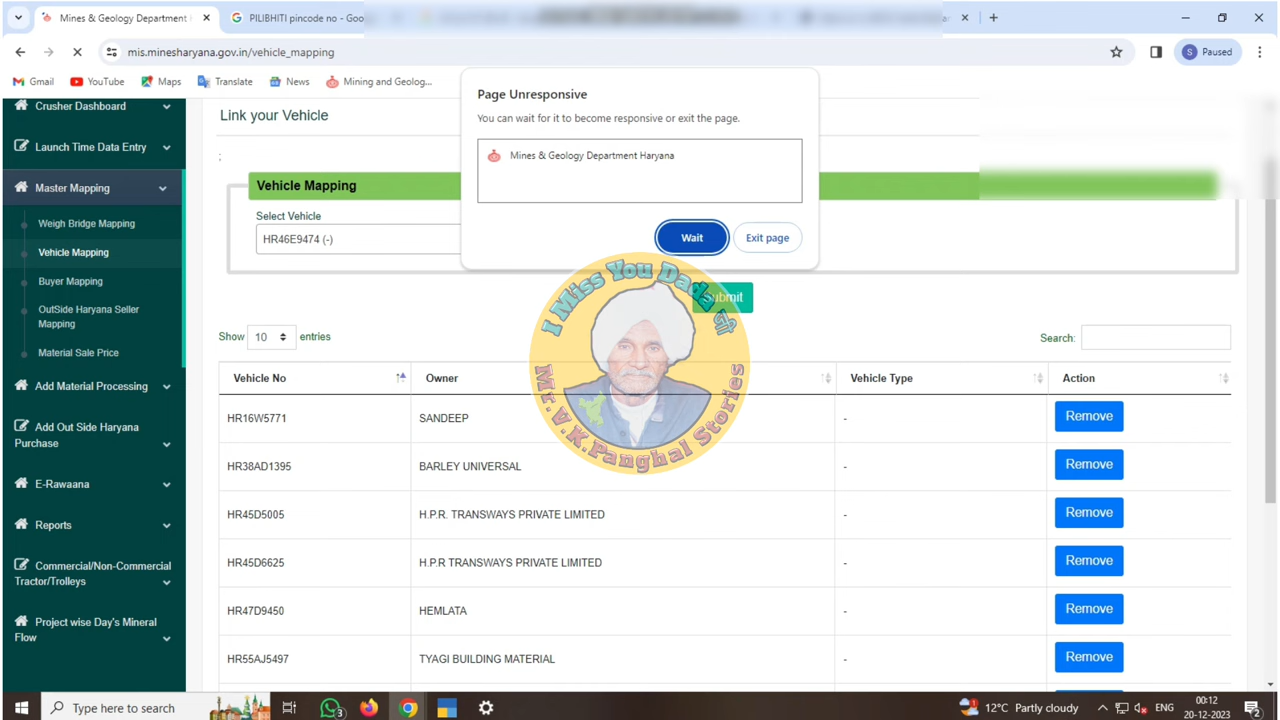 Mines & Geology Department
PILIBHITI pincode no - Goo
mis.minesharyana.gov.in/vehicle_mapping
S Paused
Gmail YouTube Maps Translate News Mining and Geolog...
Page Unresponsive
You can wait for it to become responsive or exit the page.
Mines & Geology Department Haryana
Wait Exit page
Crusher Dashboard
Launch Time Data Entry
Master Mapping
Weigh Bridge Mapping
Vehicle Mapping
Buyer Mapping
OutSide Haryana Seller
Mapping
Material Sale Price
Add Material Processing
Add Out Side Haryana
Purchase
E-Rawaana
Reports
Commercial/Non-Commercial
Tractor/Trolleys
Project wise Day's Mineral
Flow
Link your Vehicle
;
Vehicle Mapping
Select Vehicle
HR46E9474 (-)
Submit
I Miss You Dada जी
Mr.V.K.Panghal Stories
Show 10 entries
Search:
Vehicle No Owner Vehicle Type Action
HR16W5771 SANDEEP - Remove
HR38AD1395 BARLEY UNIVERSAL - Remove
HR45D5005 H.P.R. TRANSWAYS PRIVATE LIMITED - Remove
HR45D6625 H.P.R TRANSWAYS PRIVATE LIMITED - Remove
HR47D9450 HEMLATA - Remove
HR55AJ5497 TYAGI BUILDING MATERIAL - Remove
Type here to search
3
12°C Partly cloudy
ENG
00:12
20-12-2023
2